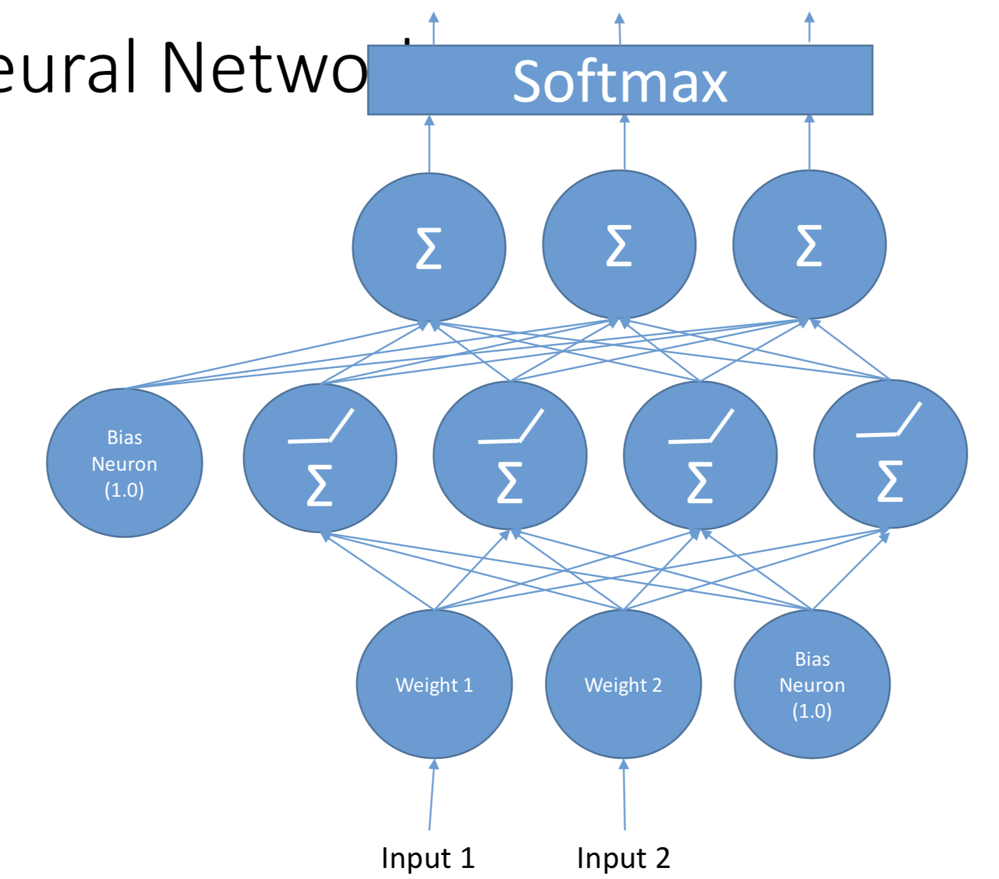 eural Netwo
Softmax
Σ Σ Σ
Bias
Neuron
(1.0)
Σ Σ Σ Σ
Weight 1
Weight 2
Bias
Neuron
(1.0)
Input 1
Input 2